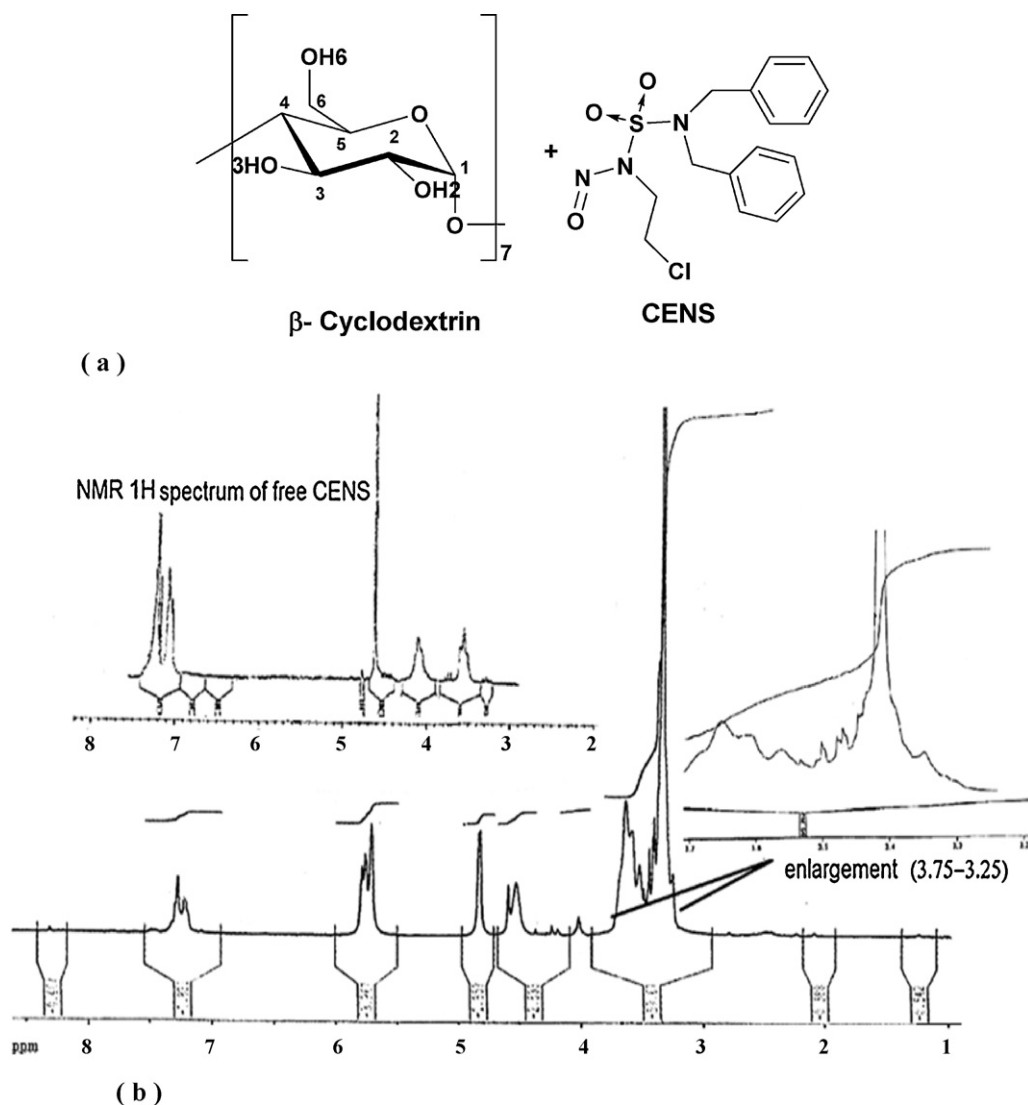 OH6
6
4
O
5
2
3HO
1
3
OH2
O
7
O
O
S
N
N
N
O
Cl
+
β- Cyclodextrin
CENS
( a )
NMR 1H spectrum of free CENS
8 7 6 5 4 3 2
enlargement (3.75–3.25)
ppm 8 7 6 5 4 3 2 1
( b )